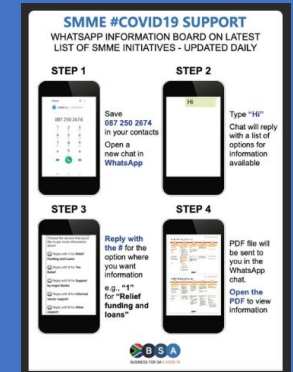 SMME #COVID19 SUPPORT
WHATSAPP INFORMATION BOARD ON LATEST
LIST OF SMME INITIATIVES - UPDATED DAILY
STEP 1
087 250 2674
Save
087 250 2674
in your contacts
Open a
new chat in
WhatsApp
STEP 2
Hi
Type "Hi"
Chat will reply
with a list of
options for
information
available
STEP 3
Reply with
the # for the
option where
you want
information
e.g., "1"
for "Relief
funding and
loans"
STEP 4
PDF file will
be sent to
you in the
WhatsApp
chat.
Open the
PDF to view
information
BSA